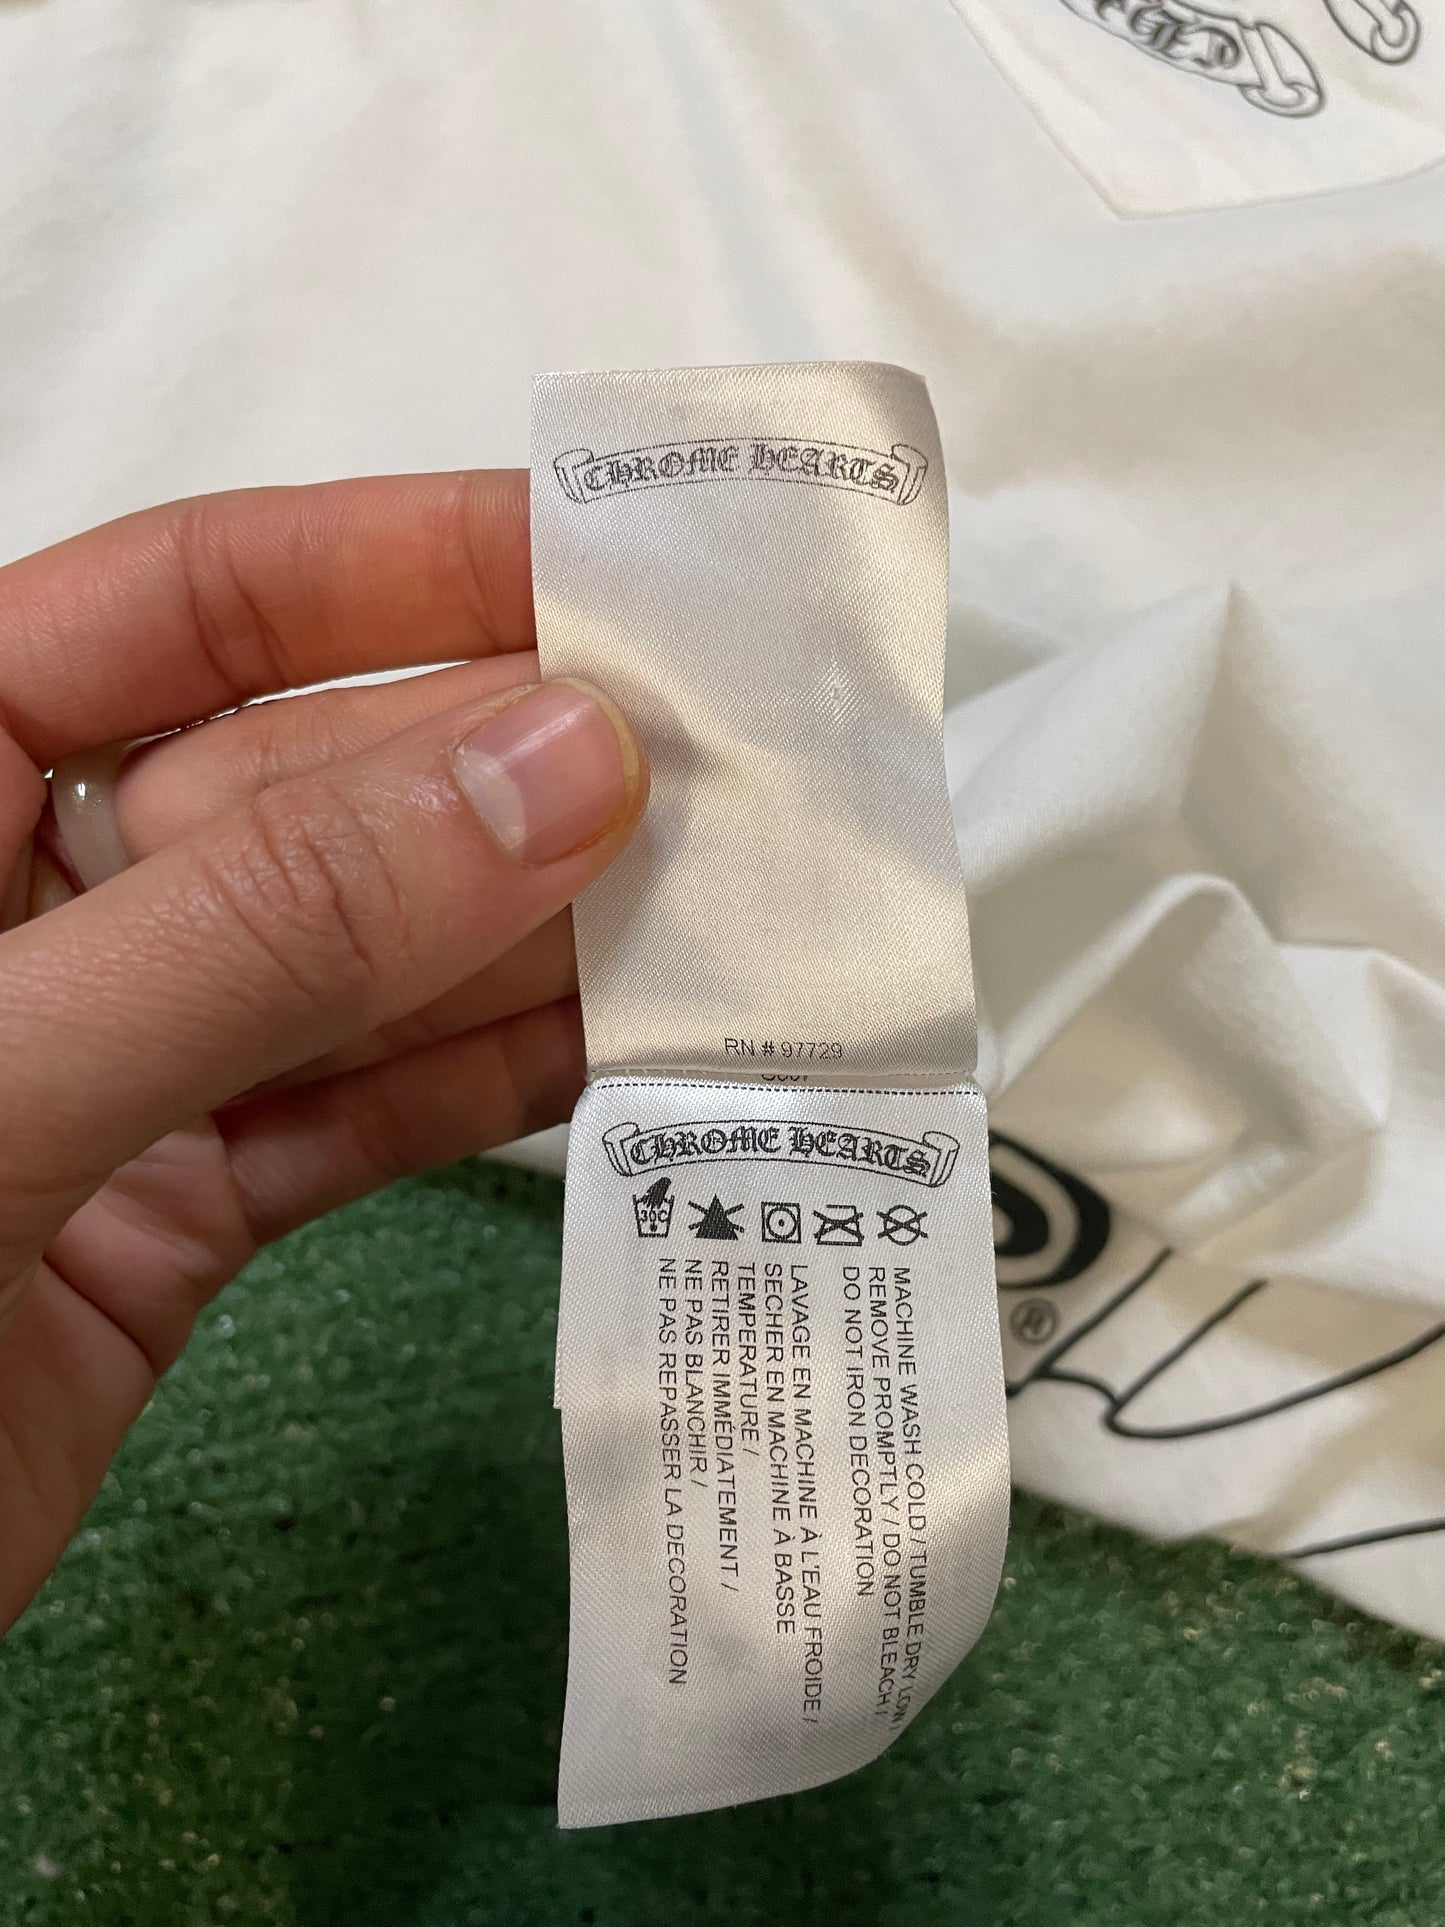 CHROME HEARTS
RN # 97729
CHROME HEARTS
30C
MACHINE WASH COLD / TUMBLE DRY LOW /
REMOVE PROMPTLY / DO NOT BLEACH /
DO NOT IRON DECORATION
LAVAGE EN MACHINE À L'EAU FROIDE /
SECHER EN MACHINE À BASSE
TEMPERATURE /
RETIRER IMMÉDIATEMENT /
NE PAS BLANCHIR /
NE PAS REPASSER LA DECORATION
®